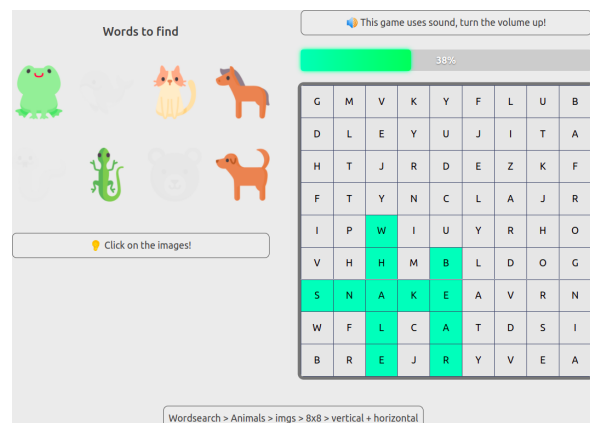 Words to find
🔊 This game uses sound, turn the volume up!
38%
G M V K Y F L U B
D L E Y U J I T A
H T J R D E Z K F
F T Y N C L A J R
I P W I U Y R H O
💡 Click on the images!
V H H M B L D O G
S N A K E A V R N
W F L C A T D S I
B R E J R Y V E A
Wordsearch > Animals > imgs > 8x8 > vertical + horizontal